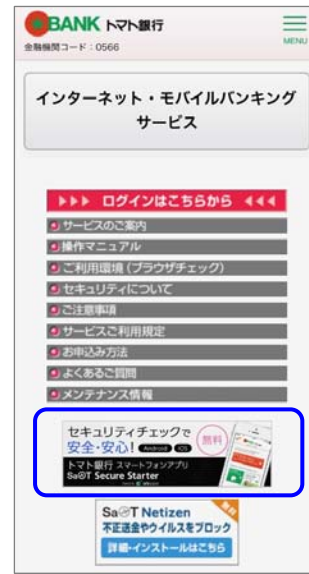 BANK トマト銀行
金融機関コード：0566
MENU
インターネット・モバイルバンキング
サービス
▶▶▶ ログインはこちらから ◀◀◀
サービスのご案内
操作マニュアル
ご利用環境（ブラウザチェック）
セキュリティについて
ご注意事項
サービスご利用規定
お申込み方法
よくあるご質問
メンテナンス情報
セキュリティチェックで
安全・安心！ Android iOS
無料
トマト銀行 スマートフォンアプリ
Sa@T Secure Starter
Sa@T Netizen
無料
不正送金やウイルスをブロック
詳細・インストールはこちら